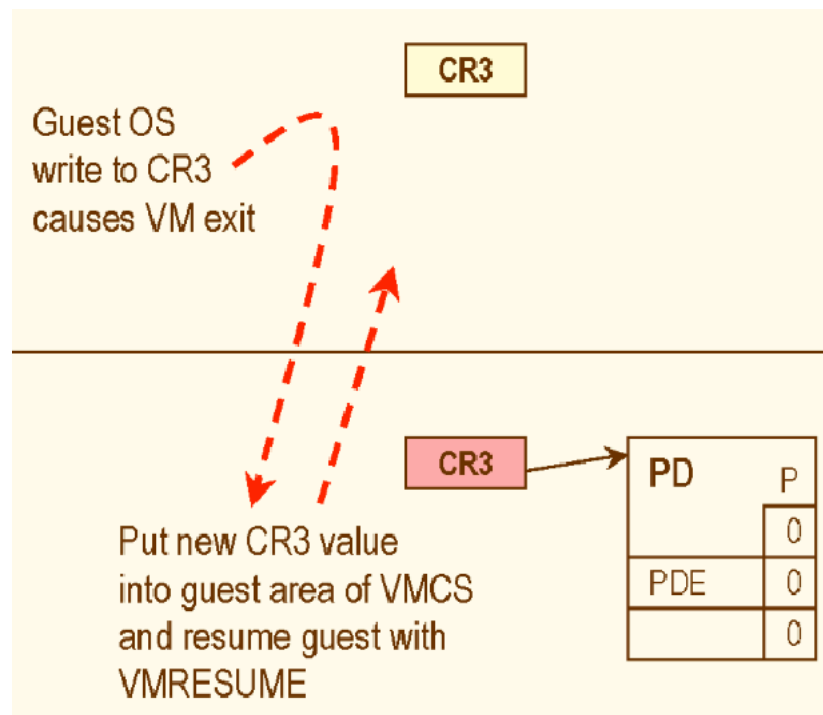 CR3
Guest OS
write to CR3
causes VM exit
CR3
PD P
0
PDE 0
0
Put new CR3 value
into guest area of VMCS
and resume guest with
VMRESUME